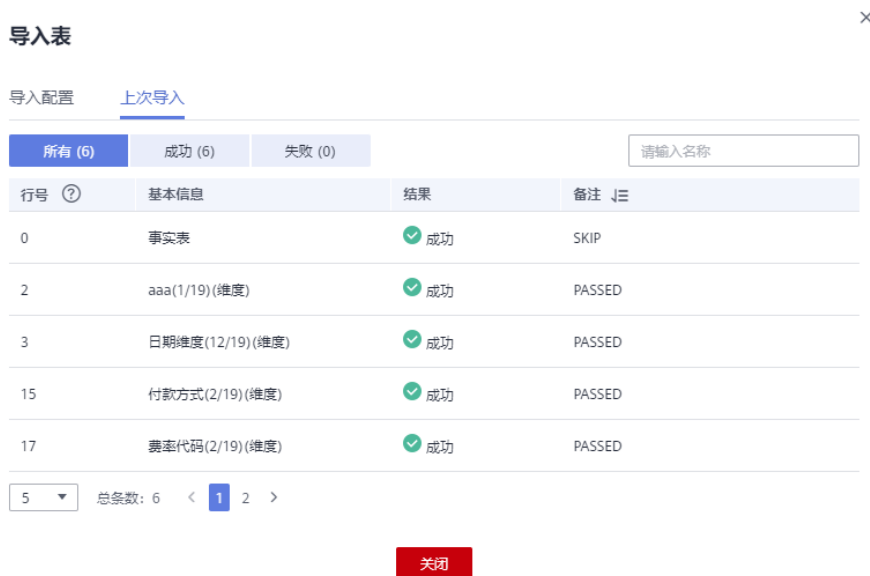 导入表
导入配置 上次导入
所有 (6) 成功 (6) 失败 (0) 请输入名称
行号 基本信息 结果 备注
0 事实表 成功 SKIP
2 aaa(1/19)(维度) 成功 PASSED
3 日期维度(12/19)(维度) 成功 PASSED
15 付款方式(2/19)(维度) 成功 PASSED
17 费率代码(2/19)(维度) 成功 PASSED
5 总条数: 6 < 1 2 >
关闭